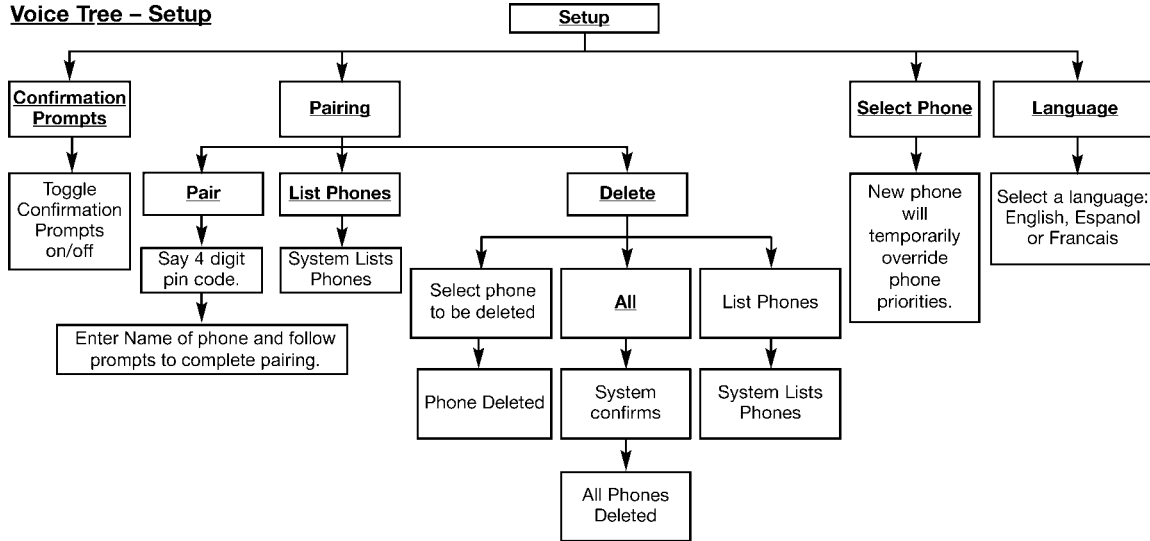 Voice Tree – Setup
Setup
Confirmation
Prompts
Pairing
Select Phone
Language
Toggle
Confirmation
Prompts
on/off
Pair
List Phones
Delete
New phone
will
temporarily
override
phone
priorities.
Select a language:
English, Espanol
or Francais
Say 4 digit
pin code.
System Lists
Phones
Select phone
to be deleted
All
List Phones
Enter Name of phone and follow
prompts to complete pairing.
Phone Deleted
System
confirms
System Lists
Phones
All Phones
Deleted